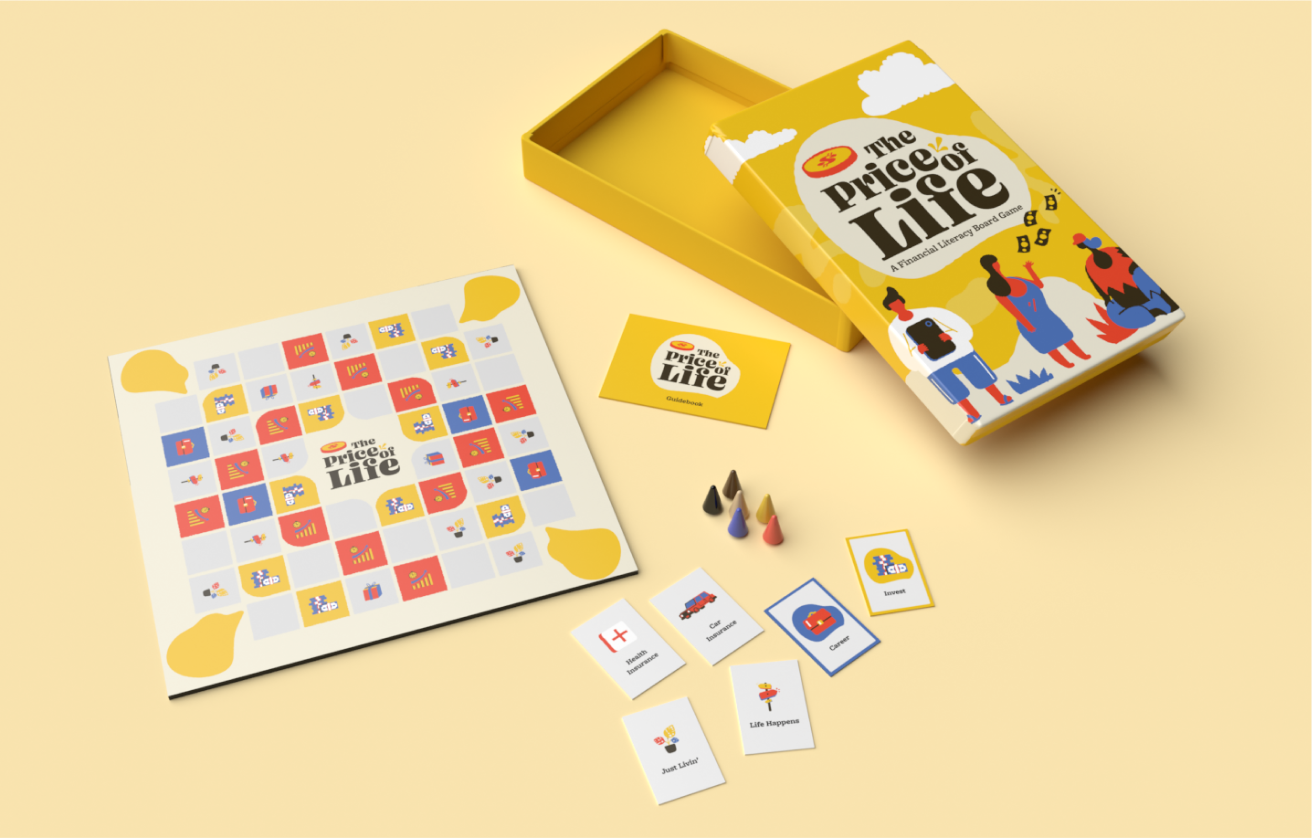 The
Price of
Life
A Financial Literacy Board Game
The
Price of
Life
Guidebook
The
Price of
Life
Health
Insurance
Car
Insurance
Career
Invest
Life Happens
Just Livin'